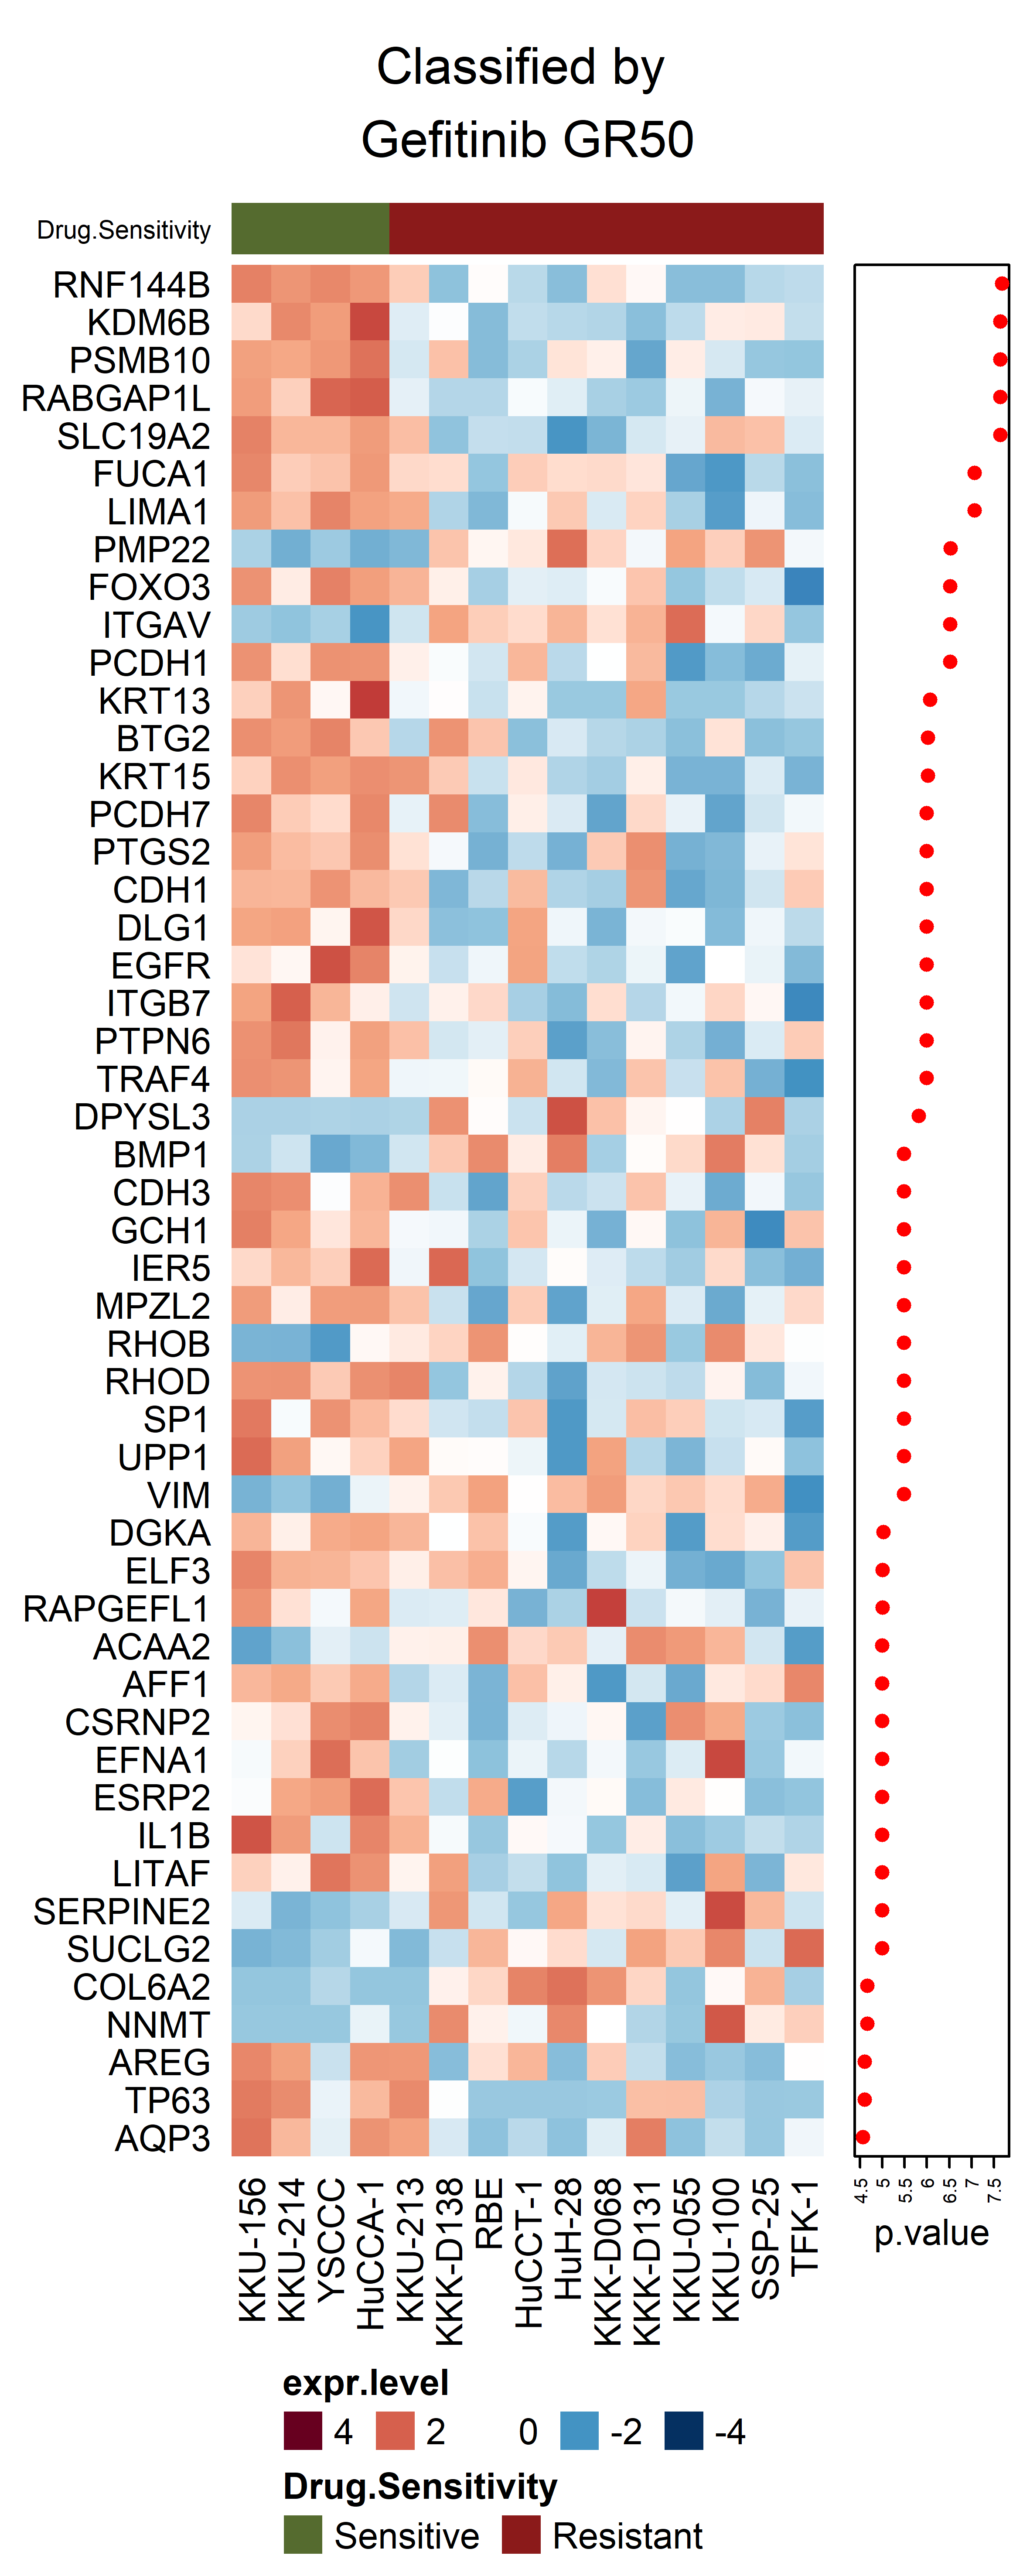 Classified by
Gefitinib GR50
Drug.Sensitivity
RNF144B
KDM6B
PSMB10
RABGAP1L
SLC19A2
FUCA1
LIMA1
PMP22
FOXO3
ITGAV
PCDH1
KRT13
BTG2
KRT15
PCDH7
PTGS2
CDH1
DLG1
EGFR
ITGB7
PTPN6
TRAF4
DPYSL3
BMP1
CDH3
GCH1
IER5
MPZL2
RHOB
RHOD
SP1
UPP1
VIM
DGKA
ELF3
RAPGEFL1
ACAA2
AFF1
CSRNP2
EFNA1
ESRP2
IL1B
LITAF
SERPINE2
SUCLG2
COL6A2
NNMT
AREG
TP63
AQP3
KKU-156
KKU-214
YSCCC
HuCCA-1
KKU-213
KKK-D138
RBE
HuCCT-1
HuH-28
KKK-D068
KKK-D131
KKU-055
KKU-100
SSP-25
TFK-1
4.5
5
5.5
6
6.5
7
7.5
p.value
expr.level
4 2 0 -2 -4
Drug.Sensitivity
Sensitive Resistant